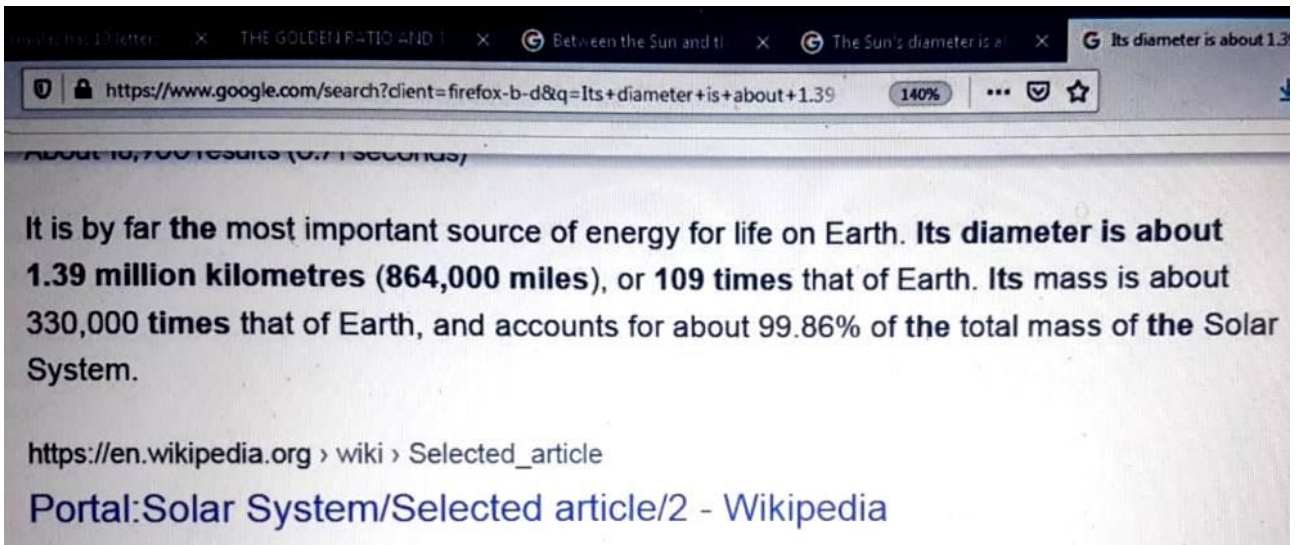 THE GOLDEN RATIO AND Between the Sun and The Sun's diameter is Its diameter is about 1.3
https://www.google.com/search?client=firefox-b-d&q=Its+diameter+is+about+1.39 140%
About results (0.71 seconds)
It is by far the most important source of energy for life on Earth. Its diameter is about
1.39 million kilometres (864,000 miles), or 109 times that of Earth. Its mass is about
330,000 times that of Earth, and accounts for about 99.86% of the total mass of the Solar
System.
https://en.wikipedia.org › wiki › Selected_article
Portal:Solar System/Selected article/2 - Wikipedia